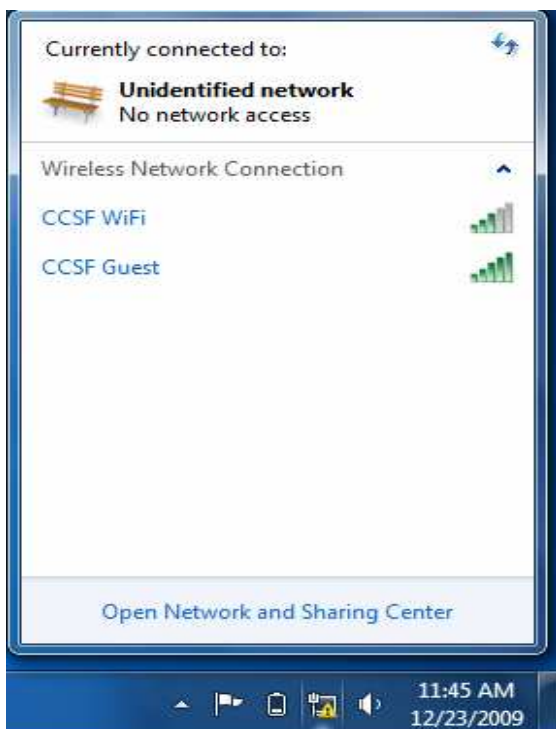 Currently connected to:
Unidentified network
No network access
Wireless Network Connection
CCSF WiFi
CCSF Guest
Open Network and Sharing Center
11:45 AM
12/23/2009